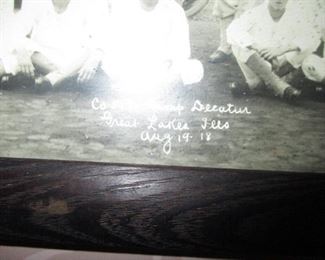 Camp Decatur
Great Lakes Ills
Aug 19-18